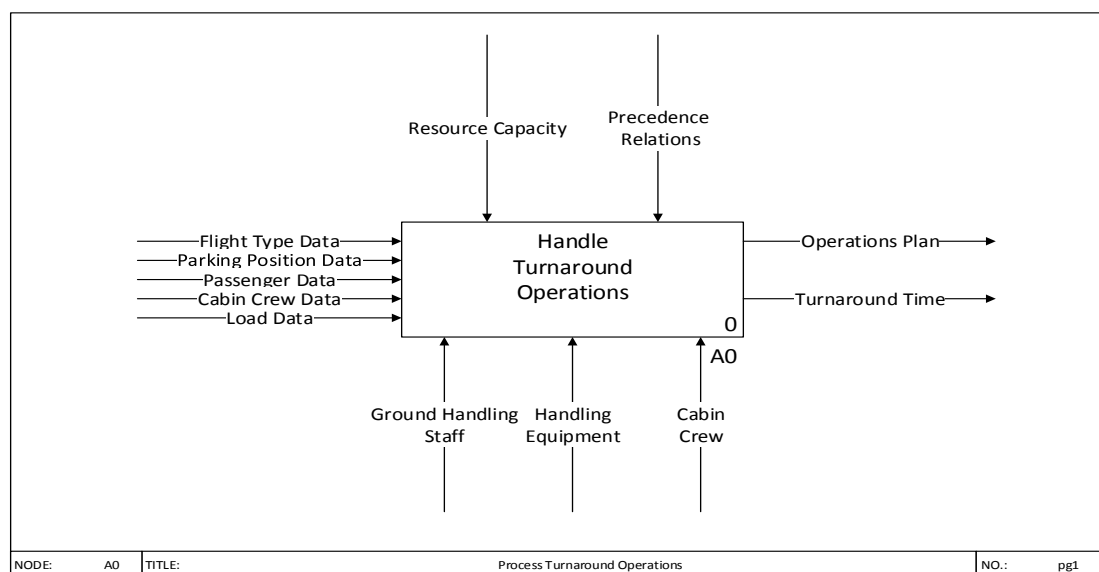 Resource Capacity
Precedence
Relations
Flight Type Data
Parking Position Data
Passenger Data
Cabin Crew Data
Load Data
Handle
Turnaround
Operations
0
A0
Operations Plan
Turnaround Time
Ground Handling
Staff
Handling
Equipment
Cabin
Crew
NODE: A0 TITLE: Process Turnaround Operations NO.: pg1